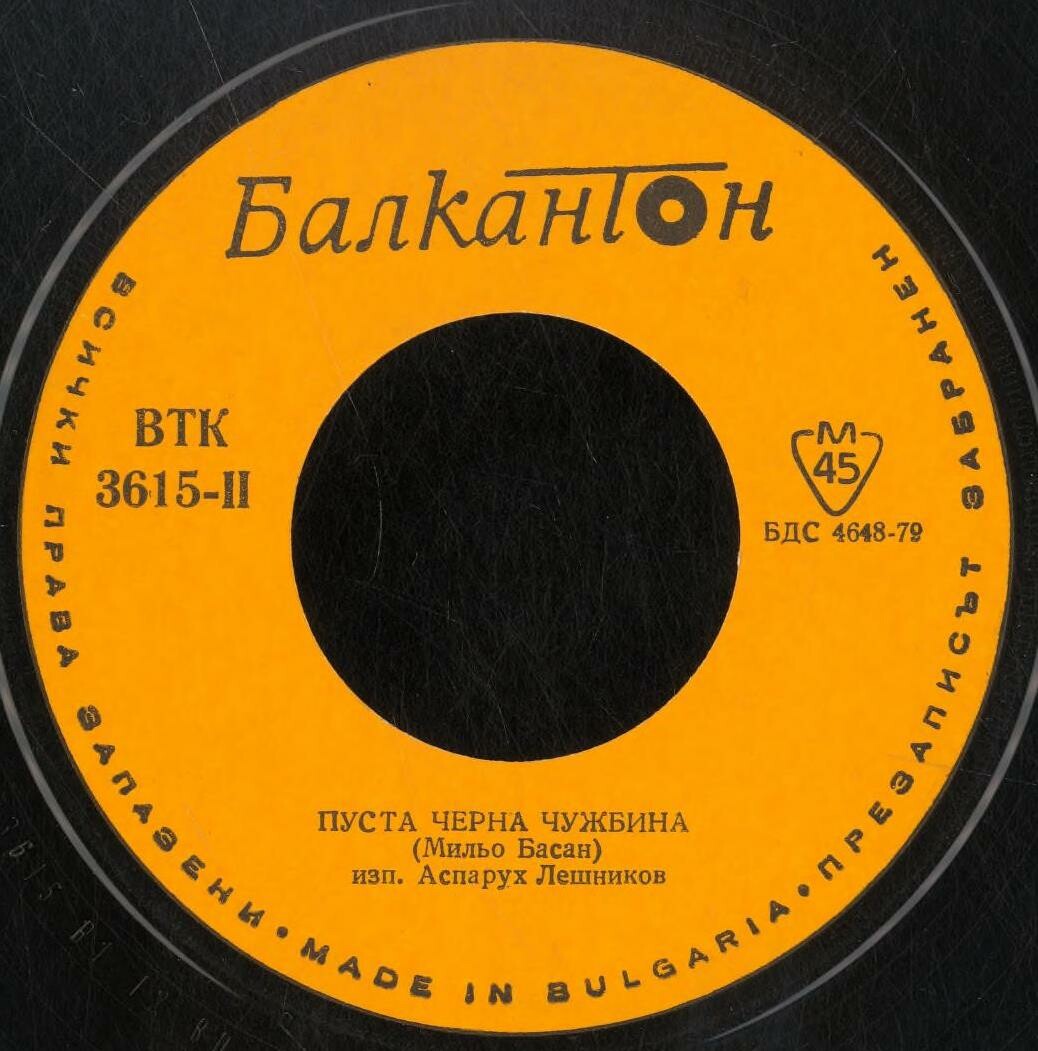 Балкантон
ВСИЧКИ ПРАВА ЗАПАЗЕНИ • MADE IN BULGARIA • ПРЕЗАПИСЪТ ЗАБРАНЕН
ВТК
3615-II
М
45
БДС 4648-79
ПУСТА ЧЕРНА ЧУЖБИНА
(Мильо Басан)
изп. Аспарух Лешников